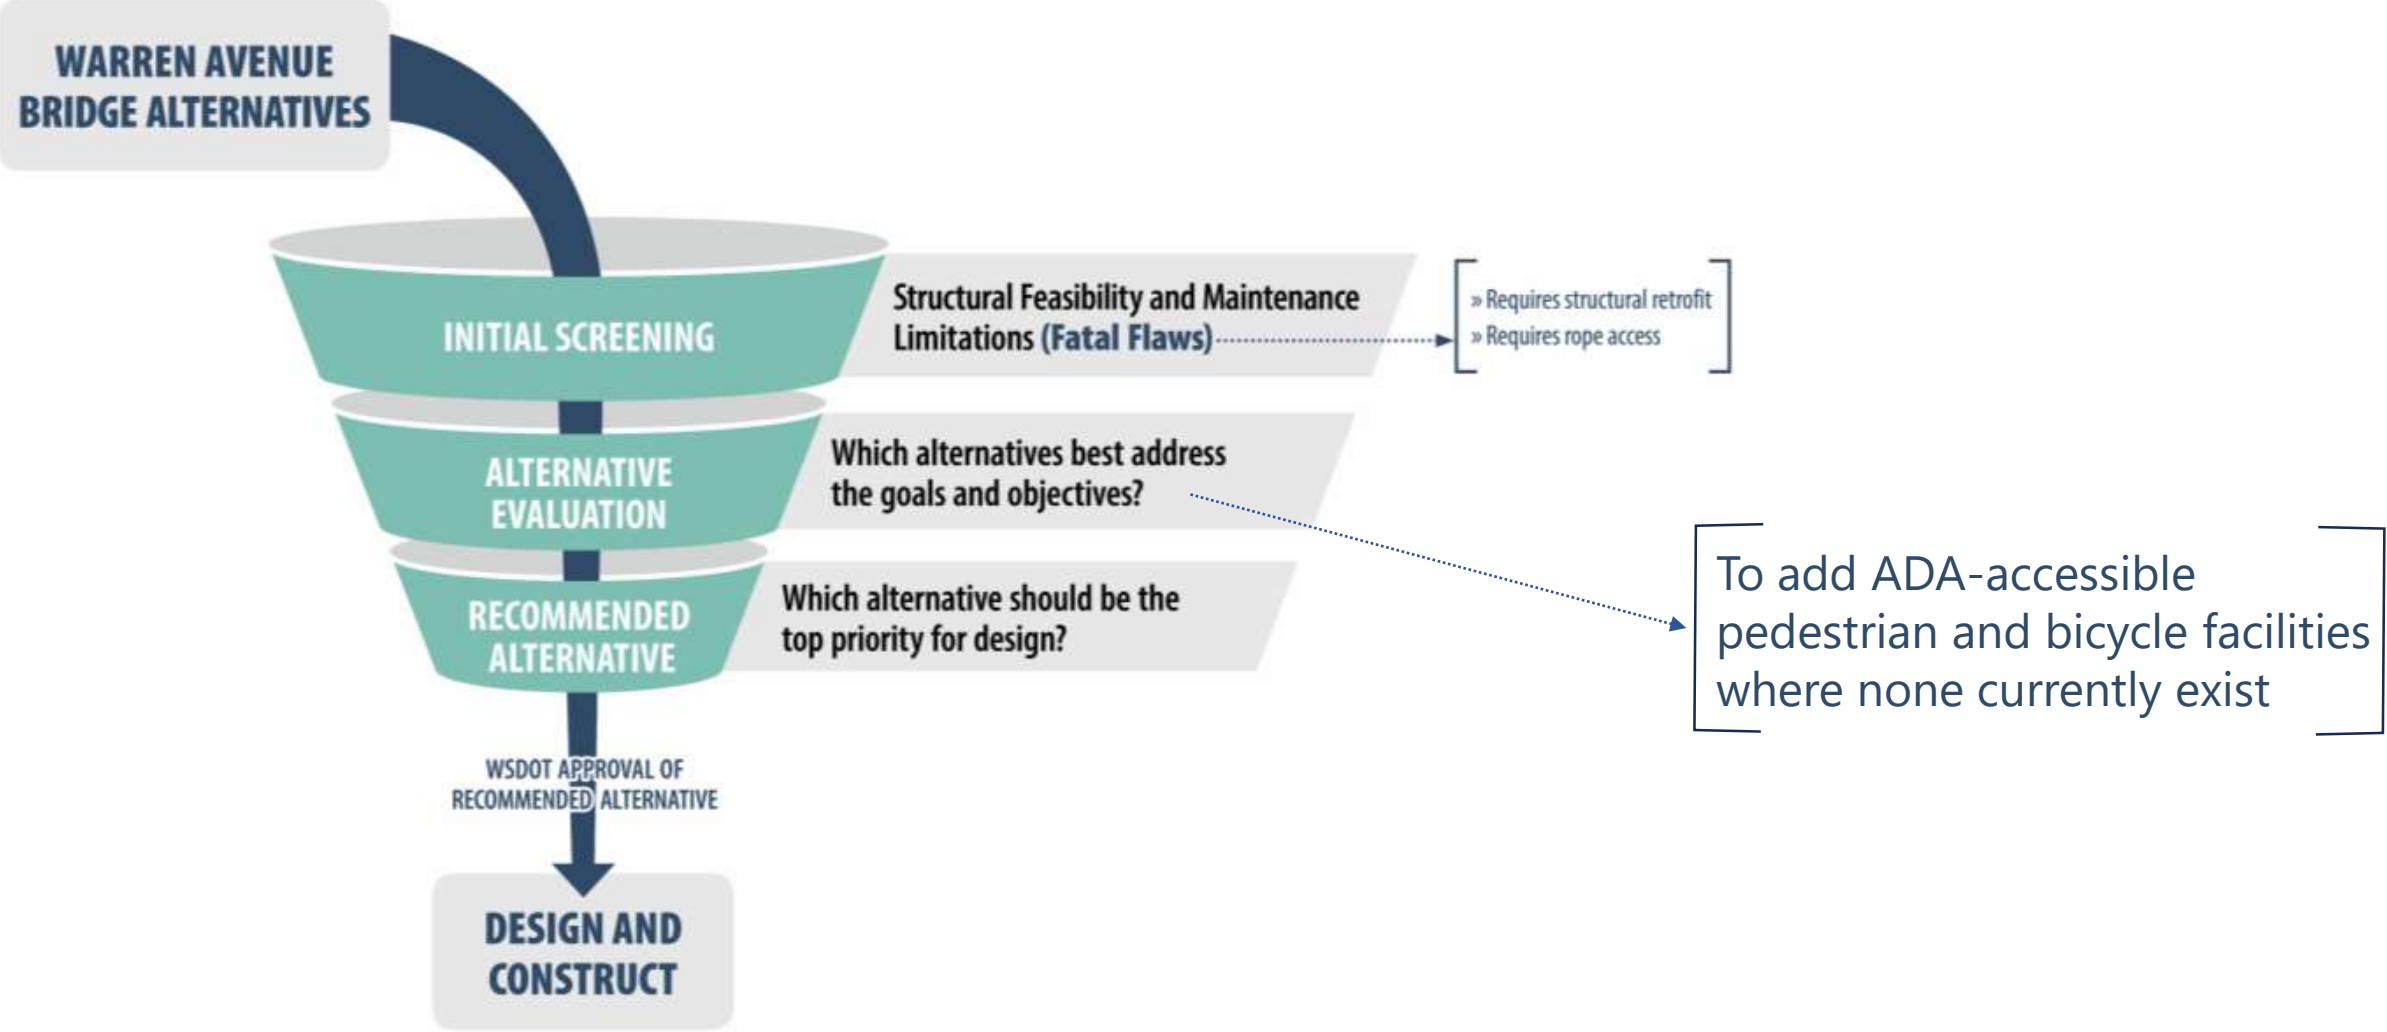 WARREN AVENUE
BRIDGE ALTERNATIVES
INITIAL SCREENING
Structural Feasibility and Maintenance
Limitations (Fatal Flaws)
» Requires structural retrofit
» Requires rope access
ALTERNATIVE
EVALUATION
Which alternatives best address
the goals and objectives?
To add ADA-accessible
pedestrian and bicycle facilities
where none currently exist
RECOMMENDED
ALTERNATIVE
Which alternative should be the
top priority for design?
WSDOT APPROVAL OF
RECOMMENDED ALTERNATIVE
DESIGN AND
CONSTRUCT